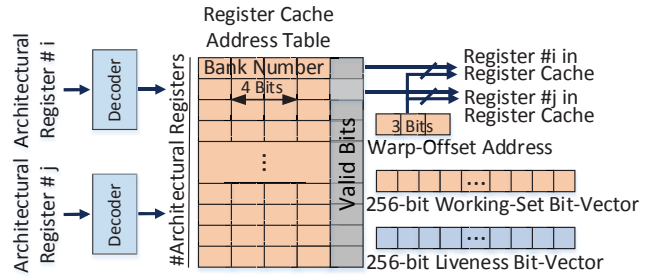 Register Cache
Address Table
Architectural
Register # i
Decoder
Architectural
Register # j
Decoder
#Architectural Registers
Bank Number
4 Bits
...
Valid Bits
Register #i in
Register Cache
Register #j in
Register Cache
3 Bits
Warp-Offset Address
...
256-bit Working-Set Bit-Vector
...
256-bit Liveness Bit-Vector